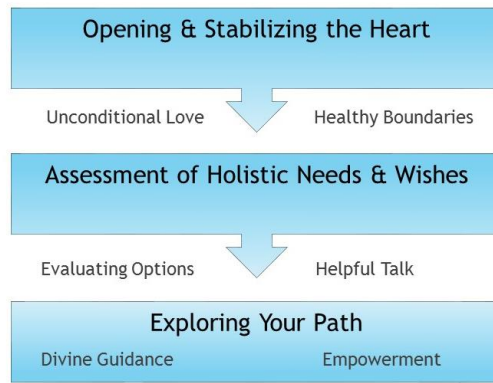 Opening & Stabilizing the Heart
Unconditional Love Healthy Boundaries
Assessment of Holistic Needs & Wishes
Evaluating Options Helpful Talk
Exploring Your Path
Divine Guidance Empowerment